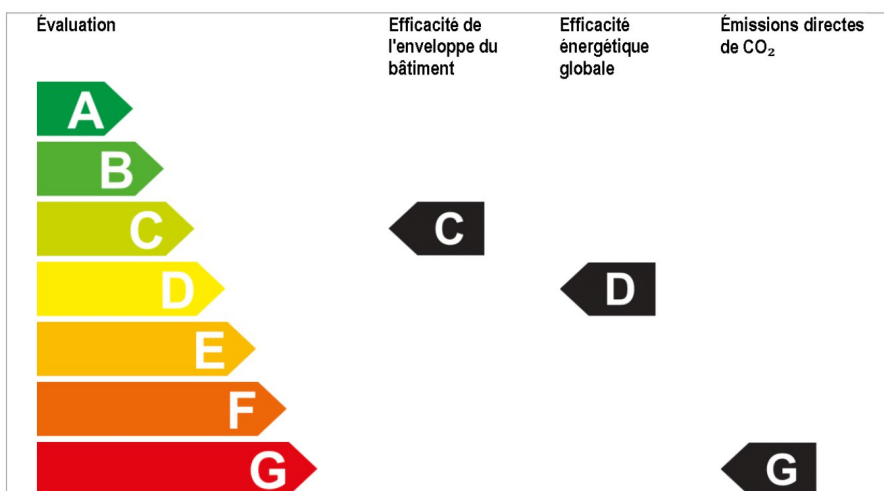 Évaluation
Efficacité de
l'enveloppe du
bâtiment
Efficacité
énergétique
globale
Émissions directes
de CO₂
A
B
C
C
D
D
E
F
G
G